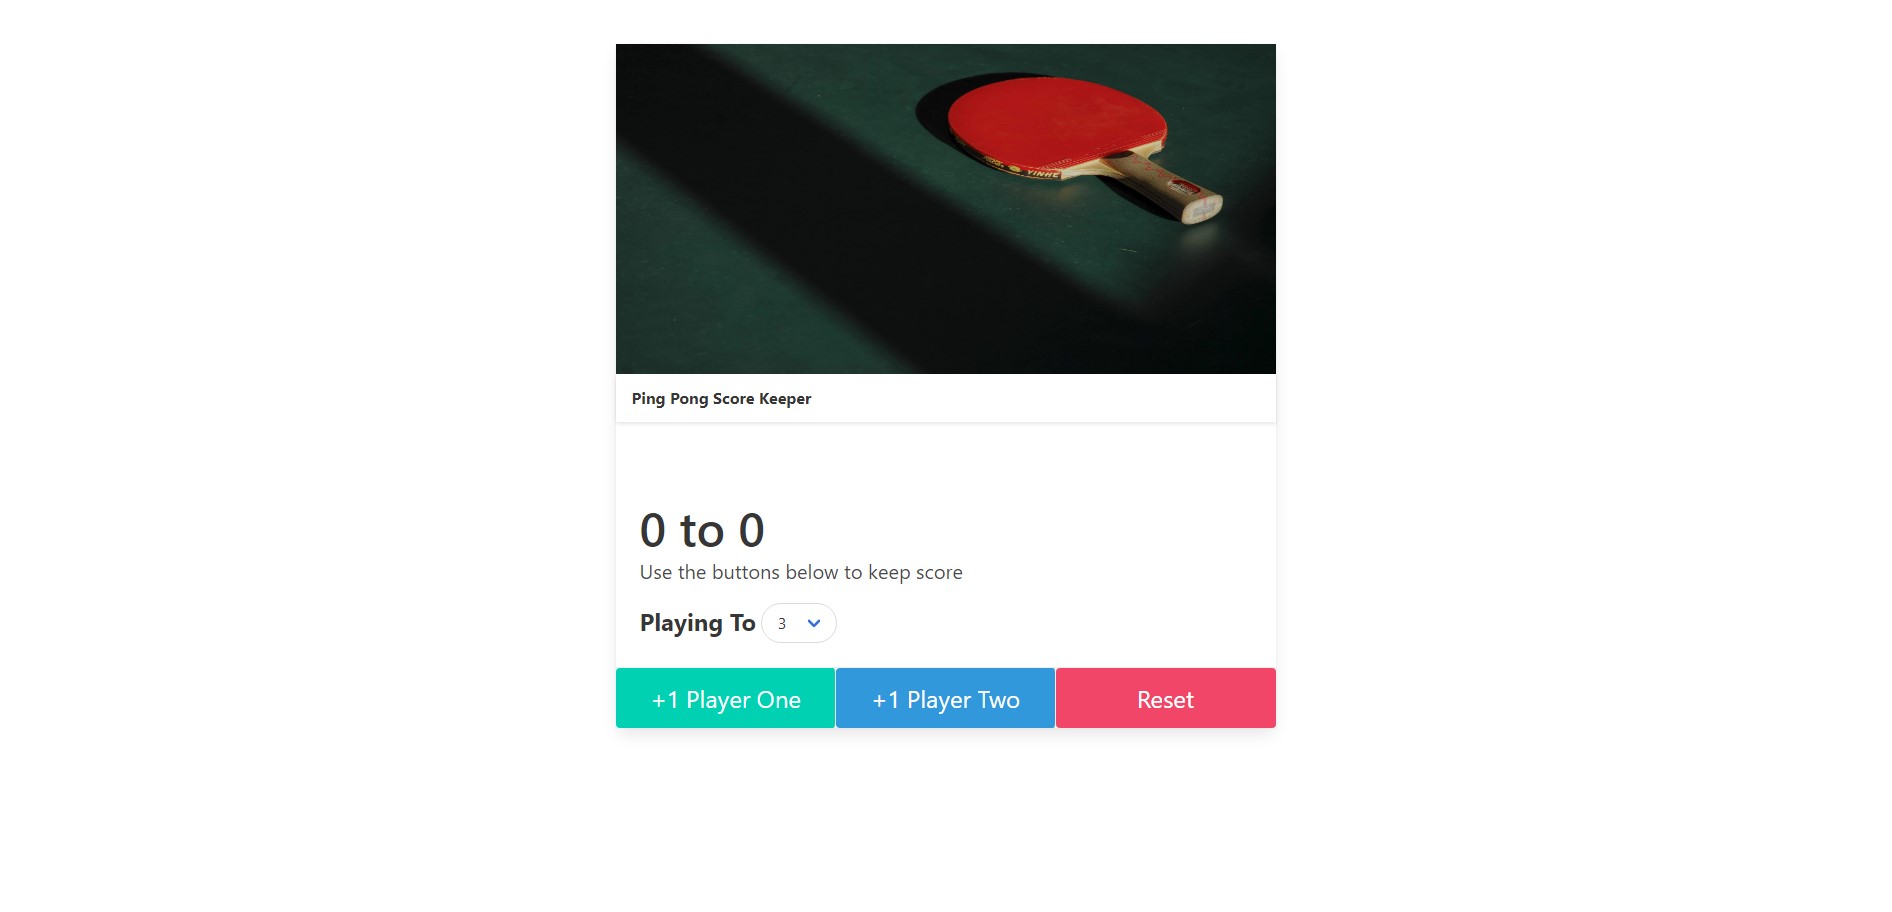 YINHE
Ping Pong Score Keeper
0 to 0
Use the buttons below to keep score
Playing To 3
+1 Player One +1 Player Two Reset